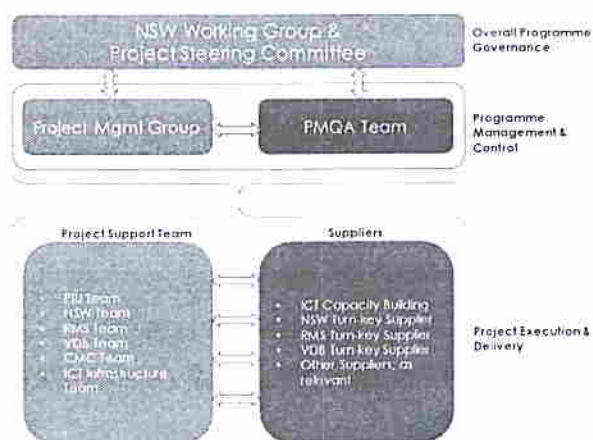 NSW Working Group &
Project Steering Committee
Overall Programme
Governance
Project Mgmt Group
PMQA Team
Programme
Management &
Control
Project Support Team
Suppliers
• PIU Team
• NSW Team
• RMS Team
• VDB Team
• CMC Team
• ICT Infrastructure
Team
• ICT Capacity Building
• NSW Turn-key Supplier
• RMS Turn-key Supplier
• VDB Turn key Supplier
• Other Suppliers, as
relevant
Project Execution &
Delivery